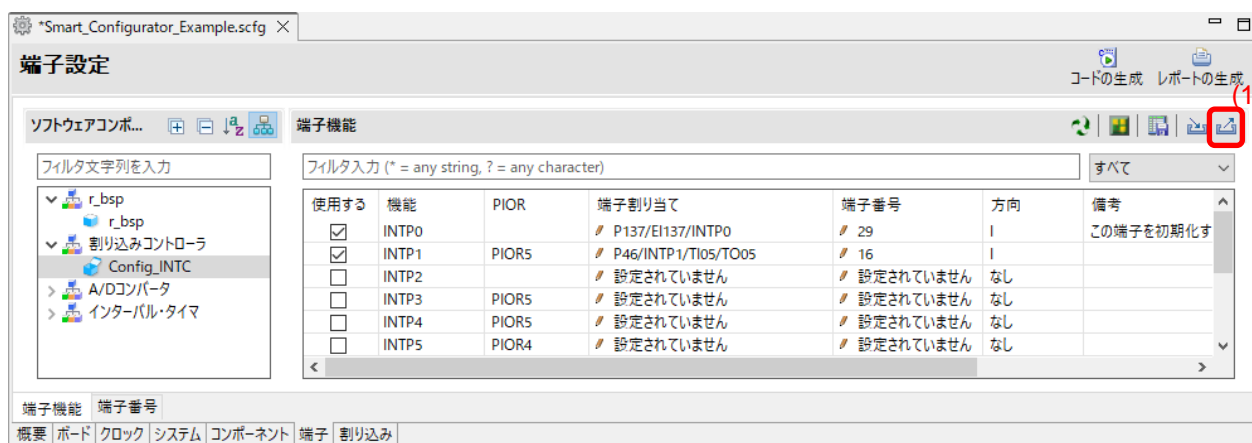 *Smart_Configurator_Example.scfg
端子設定
コードの生成 レポートの生成
(1
ソフトウェアコンポ...
端子機能
フィルタ文字列を入力
フィルタ入力 (* = any string, ? = any character)
すべて
r_bsp
r_bsp
割り込みコントローラ
Config_INTC
A/Dコンバータ
インターバル・タイマ
使用する 機能 PIOR 端子割り当て 端子番号 方向 備考
INTP0 P137/EI137/INTP0 29 I この端子を初期化す
INTP1 PIOR5 P46/INTP1/TI05/TO05 16 I
INTP2 設定されていません 設定されていません なし
INTP3 PIOR5 設定されていません 設定されていません なし
INTP4 PIOR5 設定されていません 設定されていません なし
INTP5 PIOR4 設定されていません 設定されていません なし
端子機能 端子番号
概要 ボード クロック システム コンポーネント 端子 割り込み